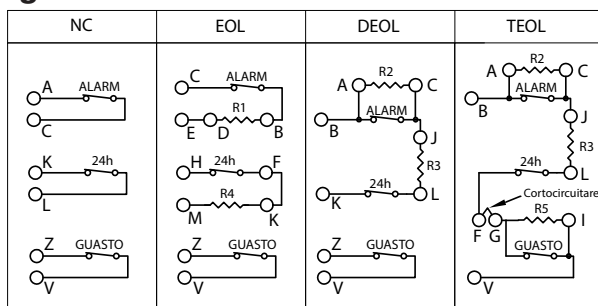 NC EOL DEOL TEOL
A ALARM
C
K 24h
L
Z GUASTO
V
C ALARM
R1
E D B
H 24h F
R4
M K
Z GUASTO
V
R2
A C
ALARM
B
J
R3
24h
K L
Z GUASTO
V
R2
A C
ALARM
B
J
R3
24h
L
Cortocircuitare
R5
F G I
GUASTO
V